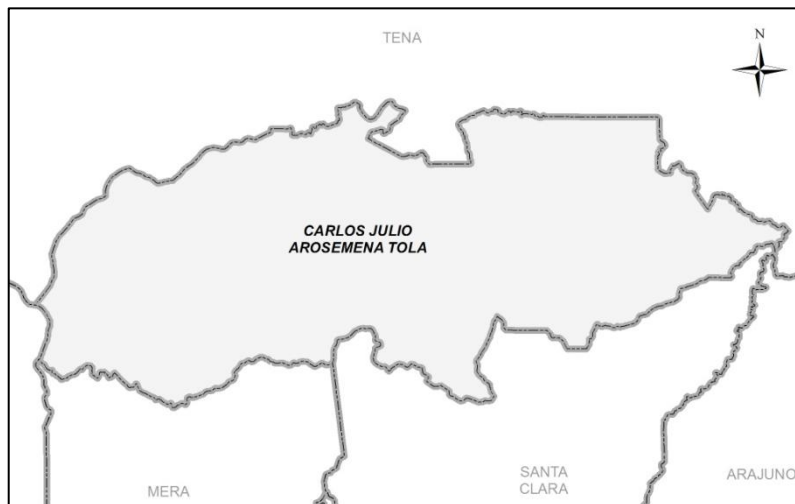 TENA
N
CARLOS JULIO
AROSEMENA TOLA
MERA
SANTA
CLARA
ARAJUNO